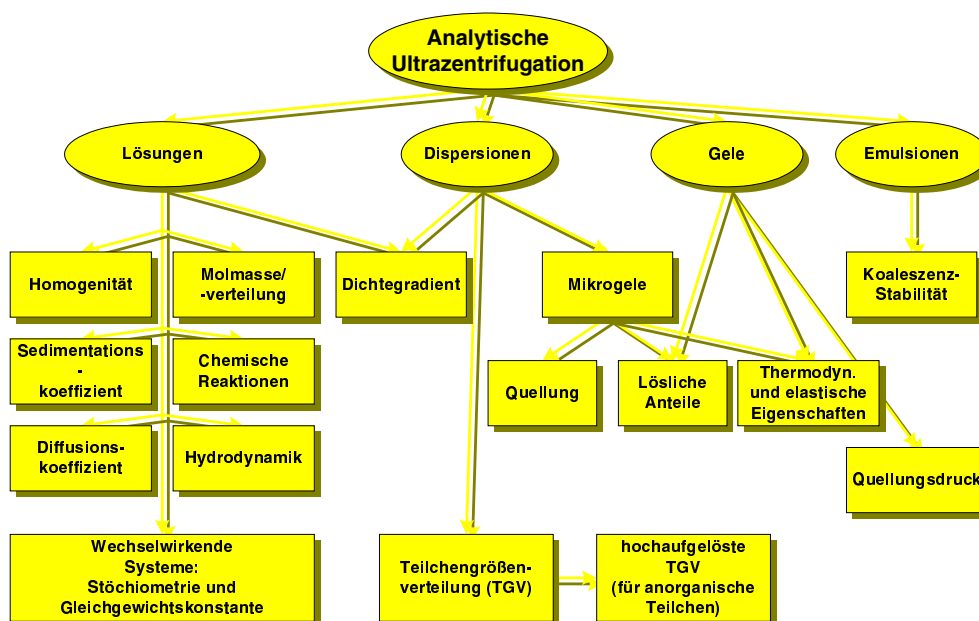 Analytische
Ultrazentrifugation
Lösungen
Dispersionen
Gele
Emulsionen
Homogenität
Molmasse/
-verteilung
Dichtegradient
Mikrogele
Koaleszenz-
Stabilität
Sedimentations
-
koeffizient
Chemische
Reaktionen
Quellung
Lösliche
Anteile
Thermodyn.
und elastische
Eigenschaften
Diffusions-
koeffizient
Hydrodynamik
Quellungsdruck
Wechselwirkende
Systeme:
Stöchiometrie und
Gleichgewichtskonstante
Teilchengrößen-
verteilung (TGV)
hochaufgelöste
TGV
(für anorganische
Teilchen)